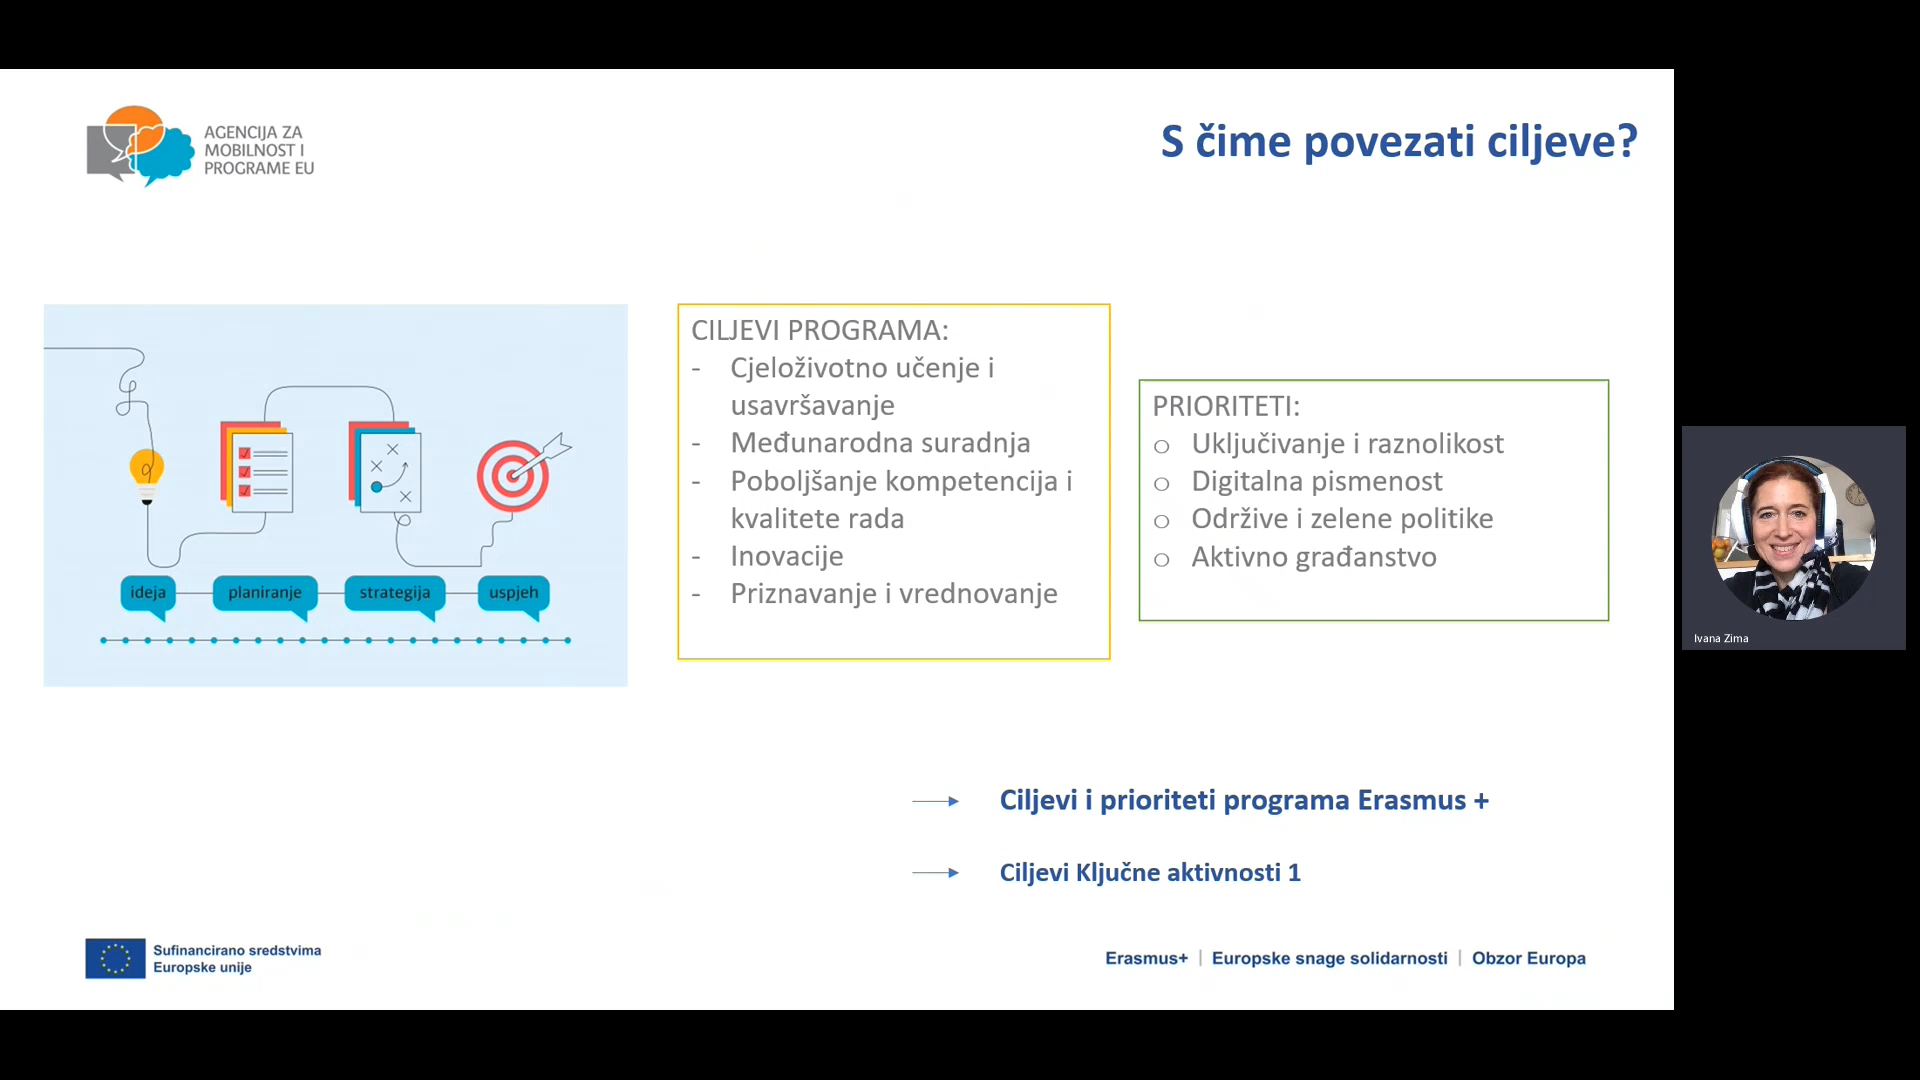 AGENCIJA ZA
MOBILNOST I
PROGRAME EU
S čime povezati ciljeve?
ideja
planiranje
strategija
uspjeh
CILJEVI PROGRAMA:
- Cjeloživotno učenje i
usavršavanje
- Međunarodna suradnja
- Poboljšanje kompetencija i
kvalitete rada
- Inovacije
- Priznavanje i vrednovanje
PRIORITETI:
o Uključivanje i raznolikost
o Digitalna pismenost
o Održive i zelene politike
o Aktivno građanstvo
Ivana Zima
Ciljevi i prioriteti programa Erasmus +
Ciljevi Ključne aktivnosti 1
Sufinancirano sredstvima
Europske unije
Erasmus+ | Europske snage solidarnosti | Obzor Europa